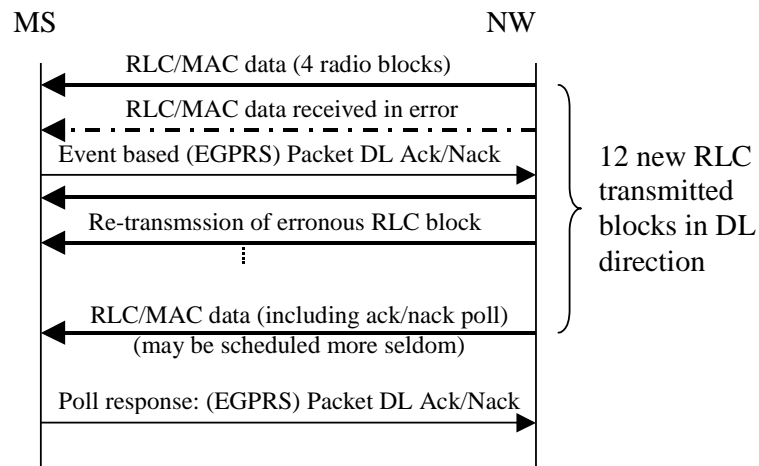 MS
NW
RLC/MAC data (4 radio blocks)
RLC/MAC data received in error
Event based (EGPRS) Packet DL Ack/Nack
Re-transmssion of erronous RLC block
RLC/MAC data (including ack/nack poll)
(may be scheduled more seldom)
Poll response: (EGPRS) Packet DL Ack/Nack
12 new RLC
transmitted
blocks in DL
direction